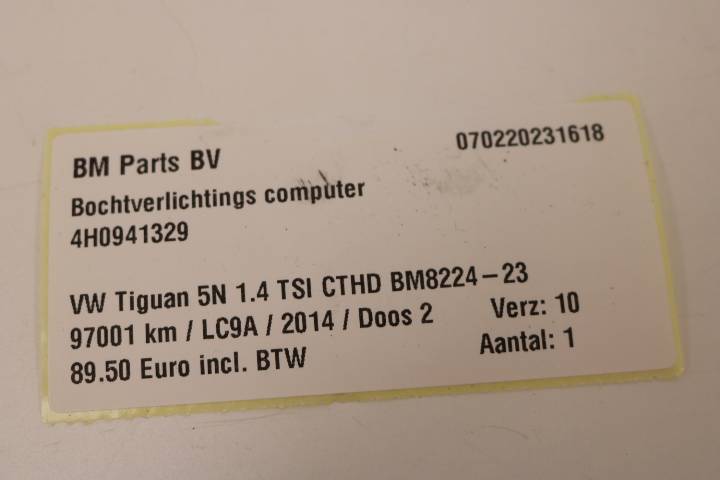 BM Parts BV
070220231618
Bochtverlichtings computer
4H0941329
VW Tiguan 5N 1.4 TSI CTHD BM8224-23
97001 km / LC9A / 2014 / Doos 2
Verz: 10
89.50 Euro incl. BTW
Aantal: 1